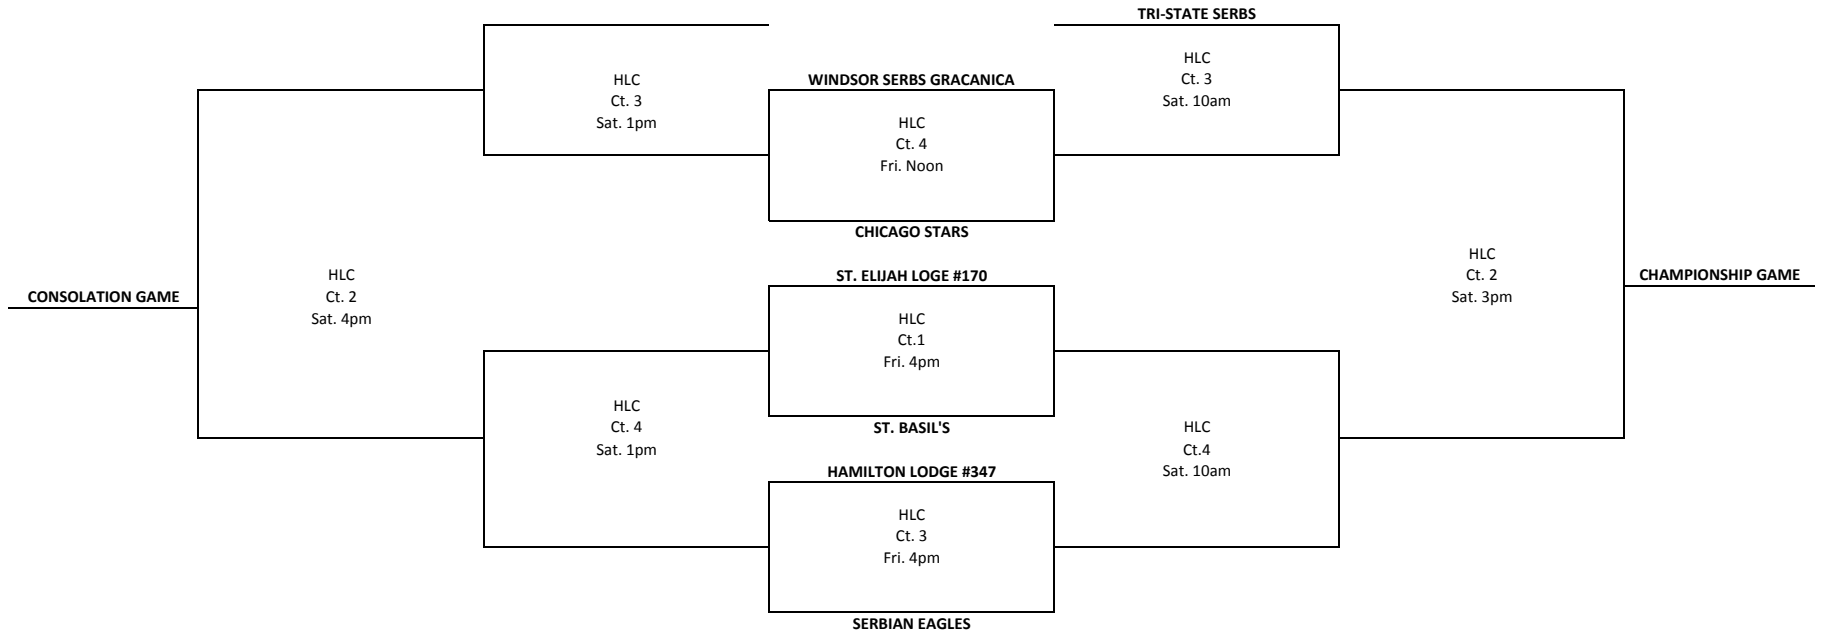 TRI-STATE SERBS
HLC
Ct. 3
Sat. 1pm
WINDSOR SERBS GRACANICA
HLC
Ct. 4
Fri. Noon
CHICAGO STARS
HLC
Ct. 3
Sat. 10am
CONSOLATION GAME
HLC
Ct. 2
Sat. 4pm
ST. ELIJAH LOGE #170
HLC
Ct.1
Fri. 4pm
ST. BASIL'S
HLC
Ct. 2
Sat. 3pm
CHAMPIONSHIP GAME
HLC
Ct. 4
Sat. 1pm
HAMILTON LODGE #347
HLC
Ct. 3
Fri. 4pm
SERBIAN EAGLES
HLC
Ct.4
Sat. 10am